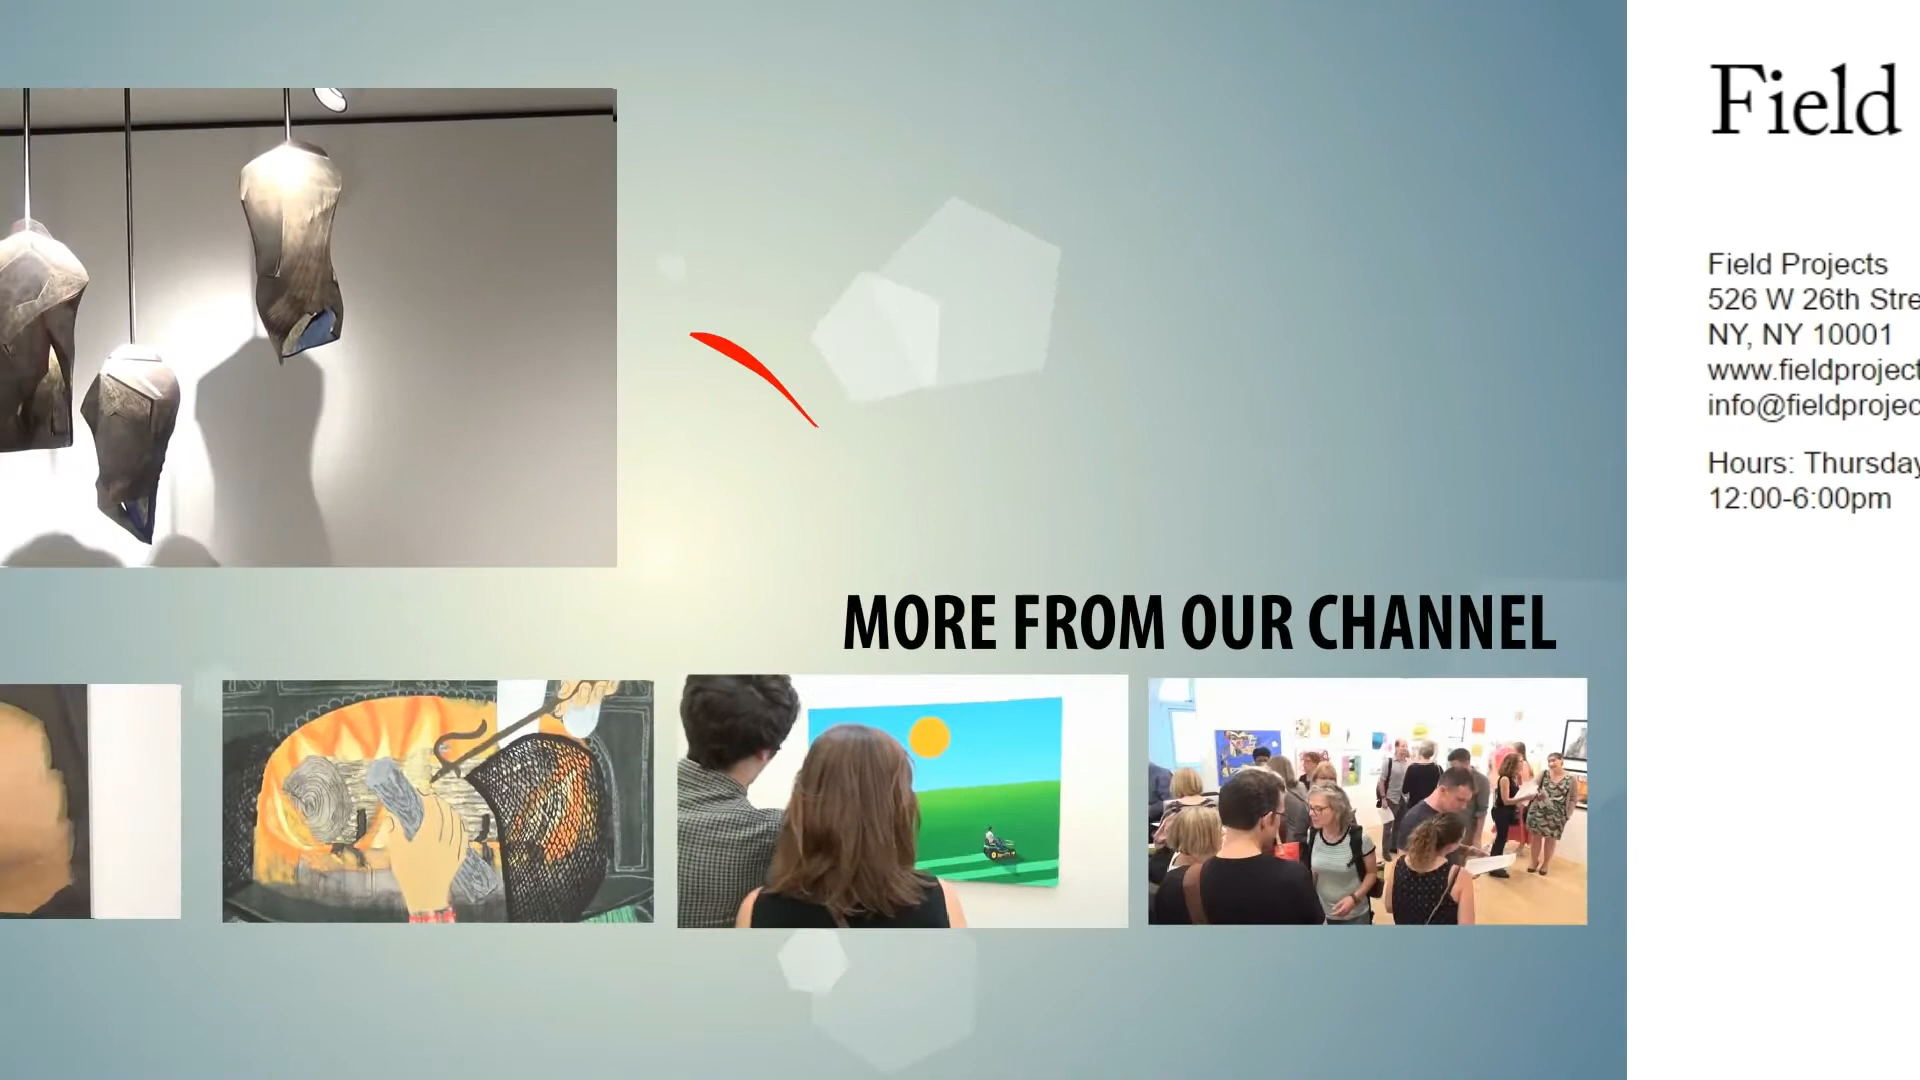 MORE FROM OUR CHANNEL
Field
Field Projects
526 W 26th Stre
NY, NY 10001
www.fieldproject
info@fieldprojec
Hours: Thursday
12:00-6:00pm